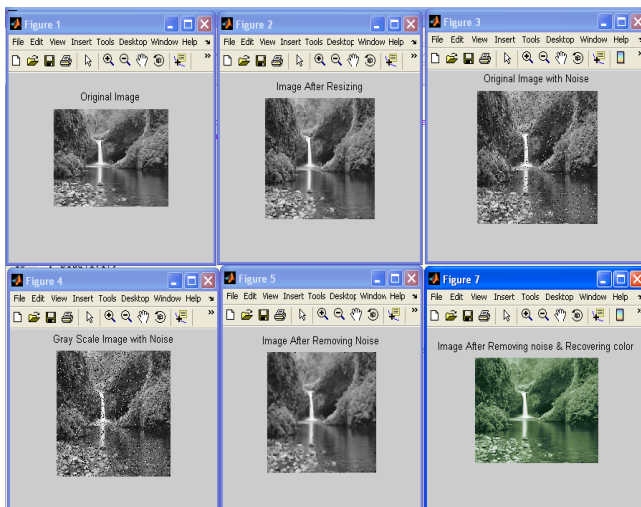 Figure 1
File Edit View Insert Tools Desktop Window Help
Original Image
Figure 2
File Edit View Insert Tools Desktop Window Help
Image After Resizing
Figure 3
File Edit View Insert Tools Desktop Window Help
Original Image with Noise
Figure 4
File Edit View Insert Tools Desktop Window Help
Gray Scale Image with Noise
Figure 5
File Edit View Insert Tools Desktop Window Help
Image After Removing Noise
Figure 7
File Edit View Insert Tools Desktop Window Help
Image After Removing noise & Recovering color